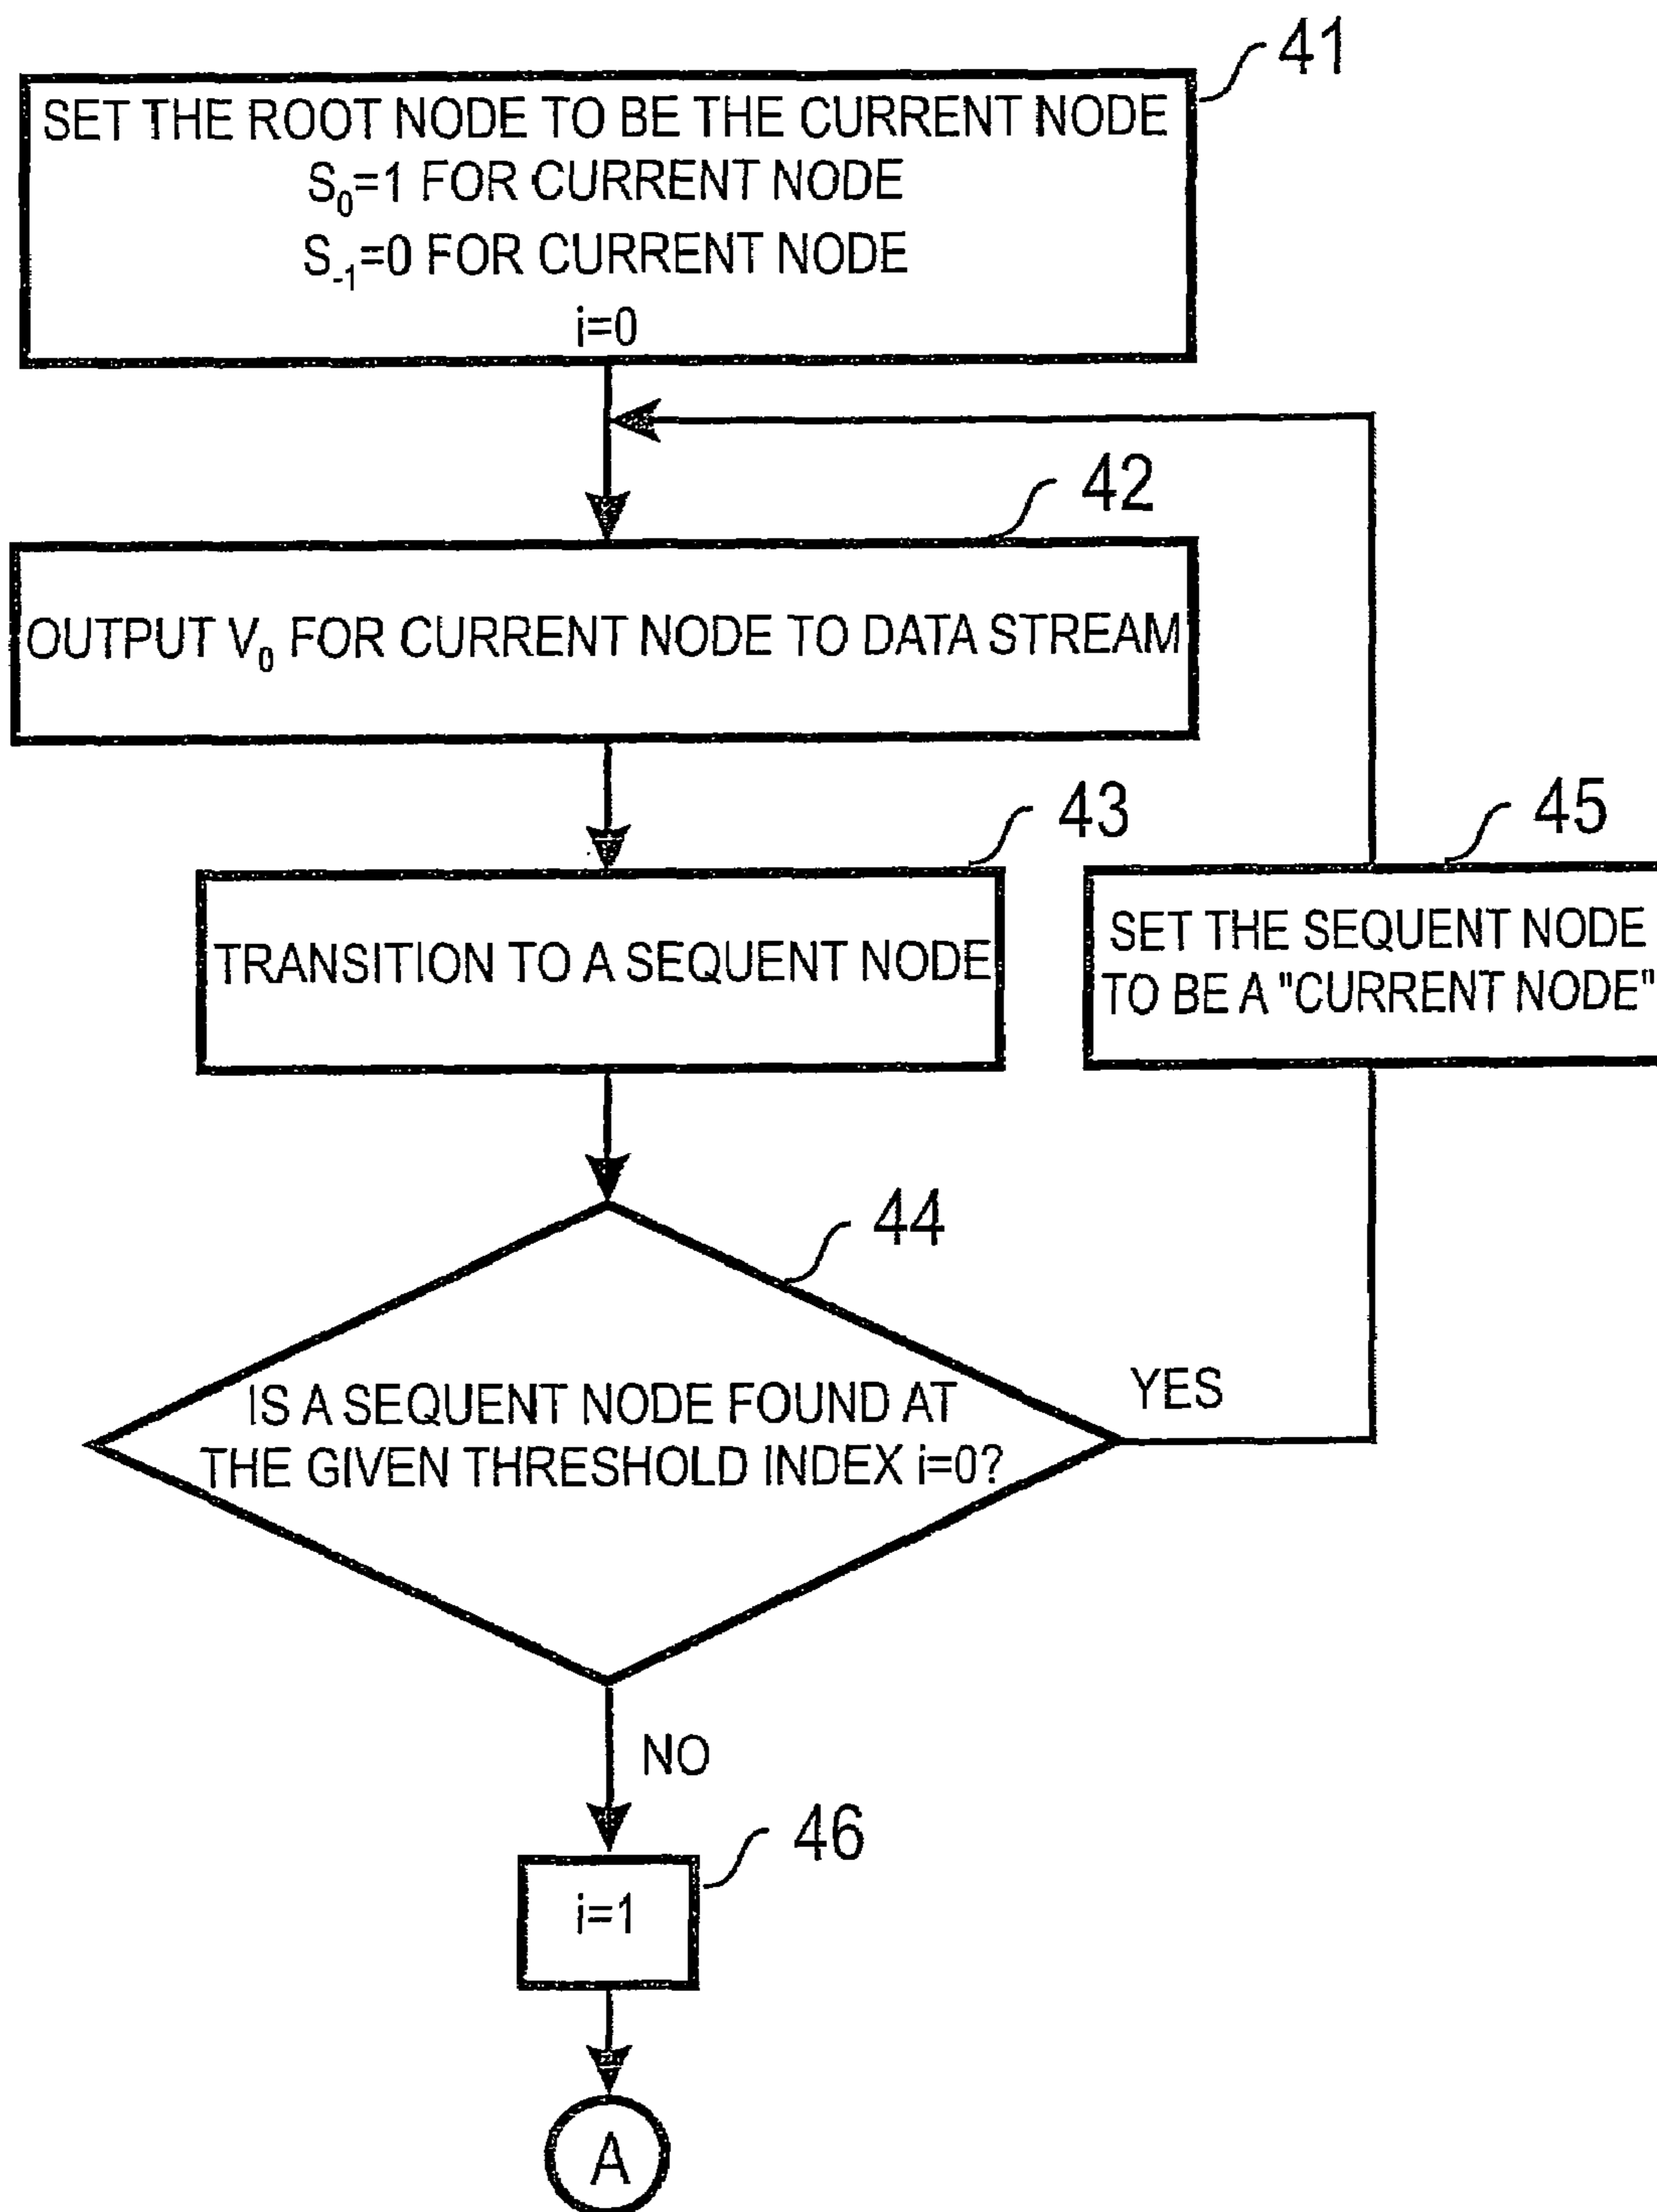 41
SET THE ROOT NODE TO BE THE CURRENT NODE
S₀=1 FOR CURRENT NODE
S₋₁=0 FOR CURRENT NODE
i=0
42
OUTPUT V₀ FOR CURRENT NODE TO DATA STREAM
43
TRANSITION TO A SEQUENT NODE
45
SET THE SEQUENT NODE
TO BE A "CURRENT NODE"
44
IS A SEQUENT NODE FOUND AT
THE GIVEN THRESHOLD INDEX i=0?
YES
NO
46
i=1
A